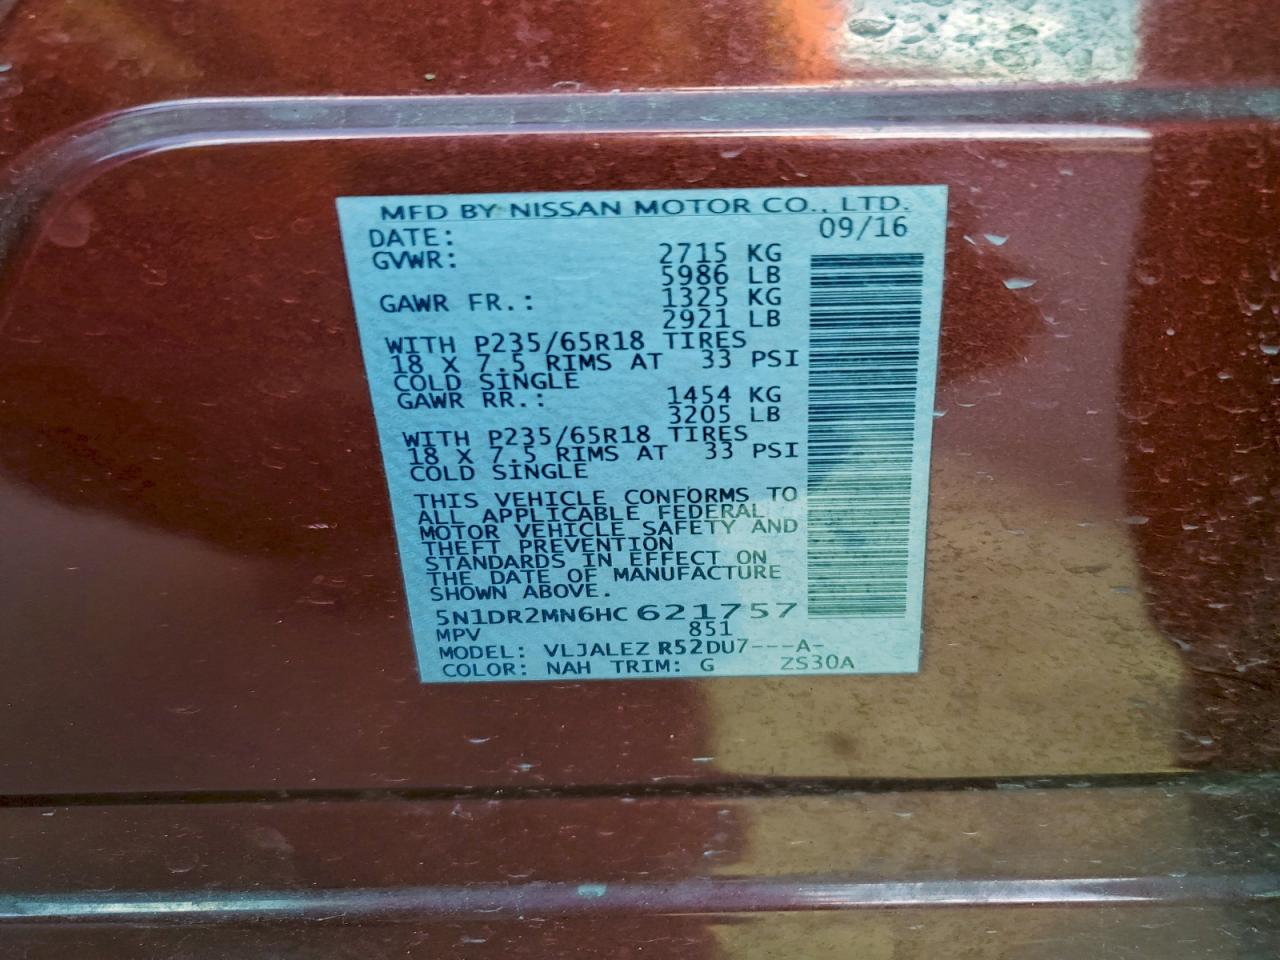 MFD BY NISSAN MOTOR CO., LTD.
DATE: 09/16
GVWR: 2715 KG
5986 LB
GAWR FR.: 1325 KG
2921 LB
WITH P235/65R18 TIRES
18 X 7.5 RIMS AT 33 PSI
COLD SINGLE
GAWR RR.: 1454 KG
3205 LB
WITH P235/65R18 TIRES
18 X 7.5 RIMS AT 33 PSI
COLD SINGLE
THIS VEHICLE CONFORMS TO
ALL APPLICABLE FEDERAL
MOTOR VEHICLE SAFETY AND
THEFT PREVENTION
STANDARDS IN EFFECT ON
THE DATE OF MANUFACTURE
SHOWN ABOVE.
5N1DR2MN6HC 621757
MPV 851
MODEL: VLJALEZ R52DU7---A-
COLOR: NAH TRIM: G ZS30A